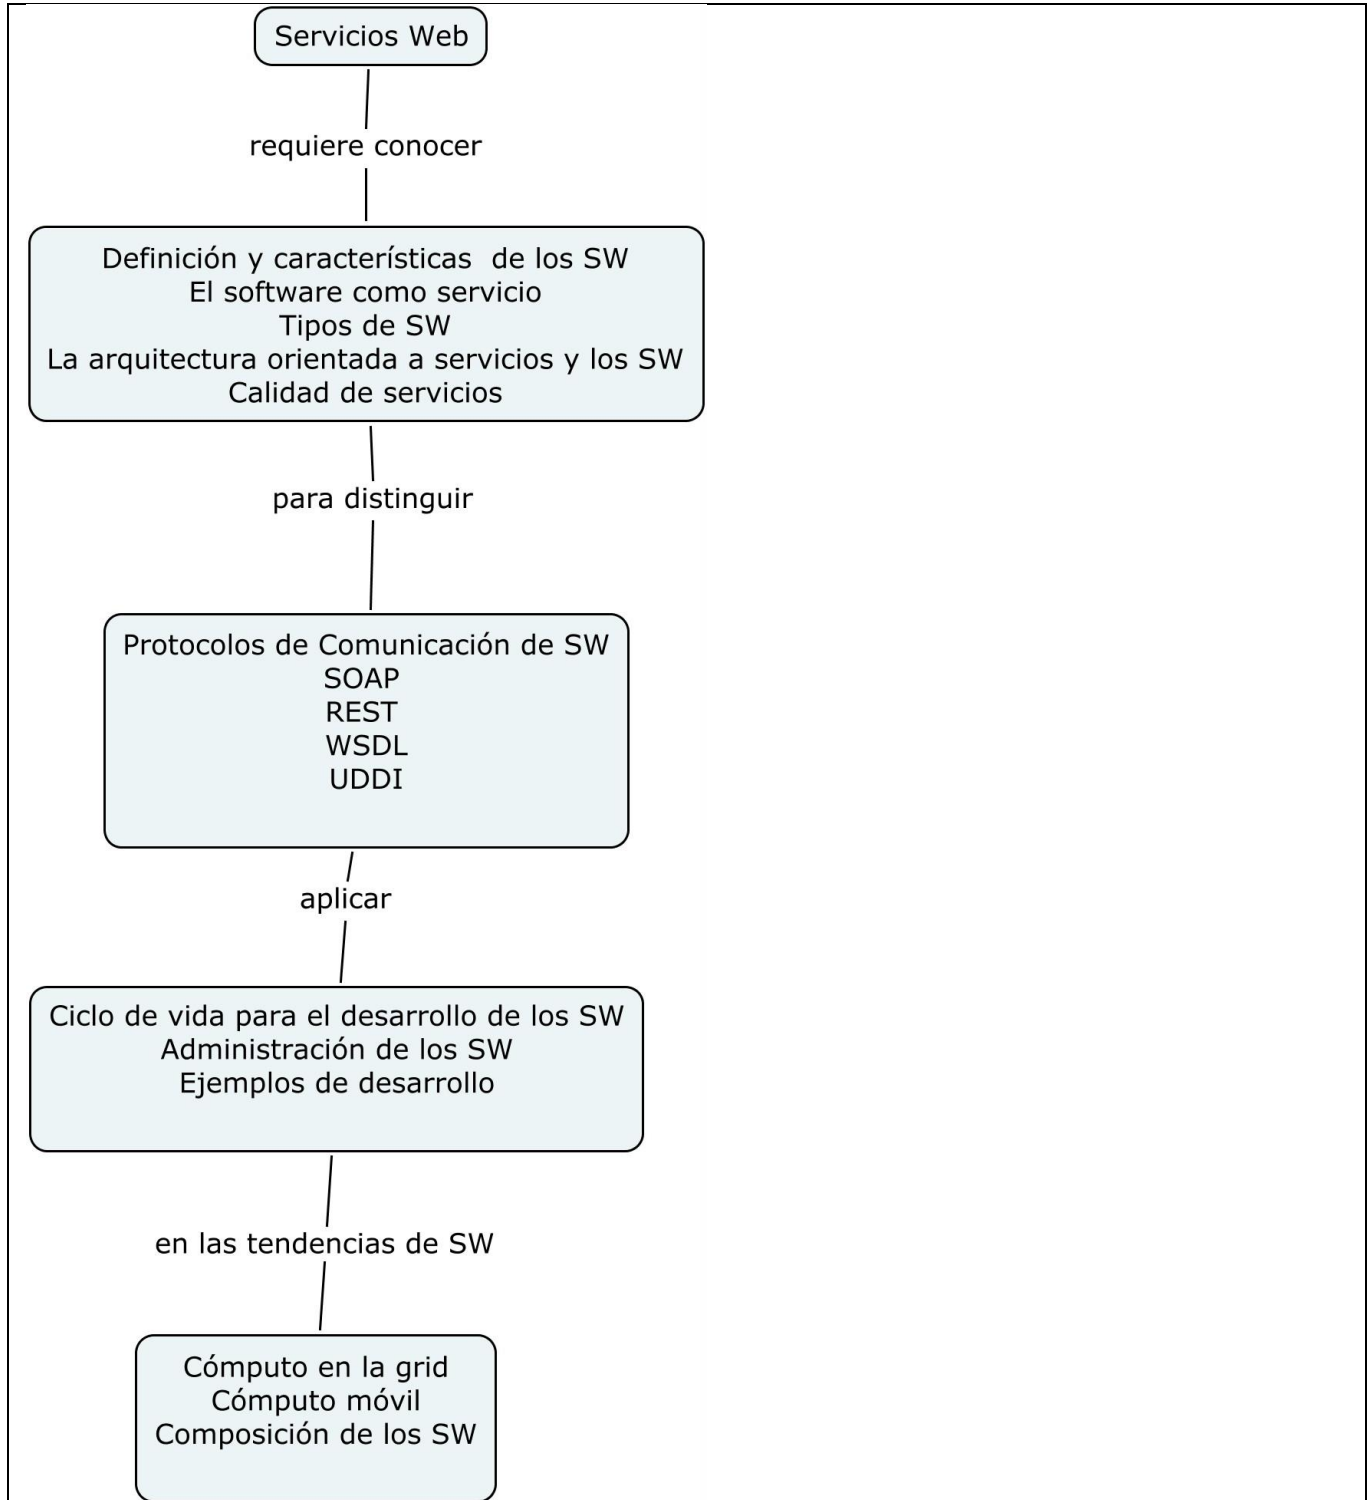 Servicios Web
requiere conocer
Definición y características  de los SW
El software como servicio
Tipos de SW
La arquitectura orientada a servicios y los SW
Calidad de servicios
para distinguir
Protocolos de Comunicación de SW
SOAP
REST
WSDL
UDDI
aplicar
Ciclo de vida para el desarrollo de los SW
Administración de los SW
Ejemplos de desarrollo
en las tendencias de SW
Cómputo en la grid
Cómputo móvil
Composición de los SW